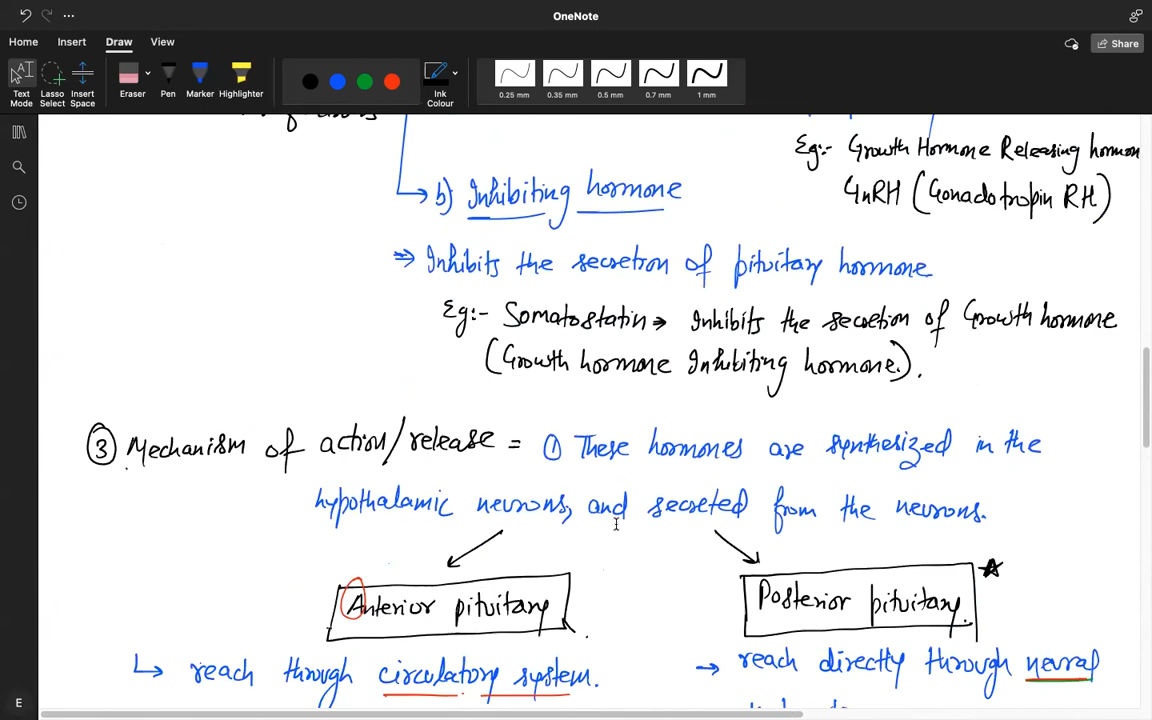 OneNote
Home Insert Draw View
Share
Text Mode
Lasso Select
Insert Space
Eraser
Pen
Marker
Highlighter
Ink Colour
0.25 mm 0.35 mm 0.5 mm 0.7 mm 1 mm
Eg:- Growth Hormone Releasing hormon
GnRH (Gonadotropin RH)
b) Inhibiting hormone
⇒ Inhibits the secretion of pituitary hormone
Eg:- Somatostatin → Inhibits the secretion of Growth hormone
(Growth hormone Inhibiting hormone.).
③ Mechanism of action/release = ① These hormones are synthesized in the
hypothalamic neurons, and secreted from the neurons.
Anterior pituitary
Posterior pituitary.
reach through circulatory system.
→ reach directly through neural
E